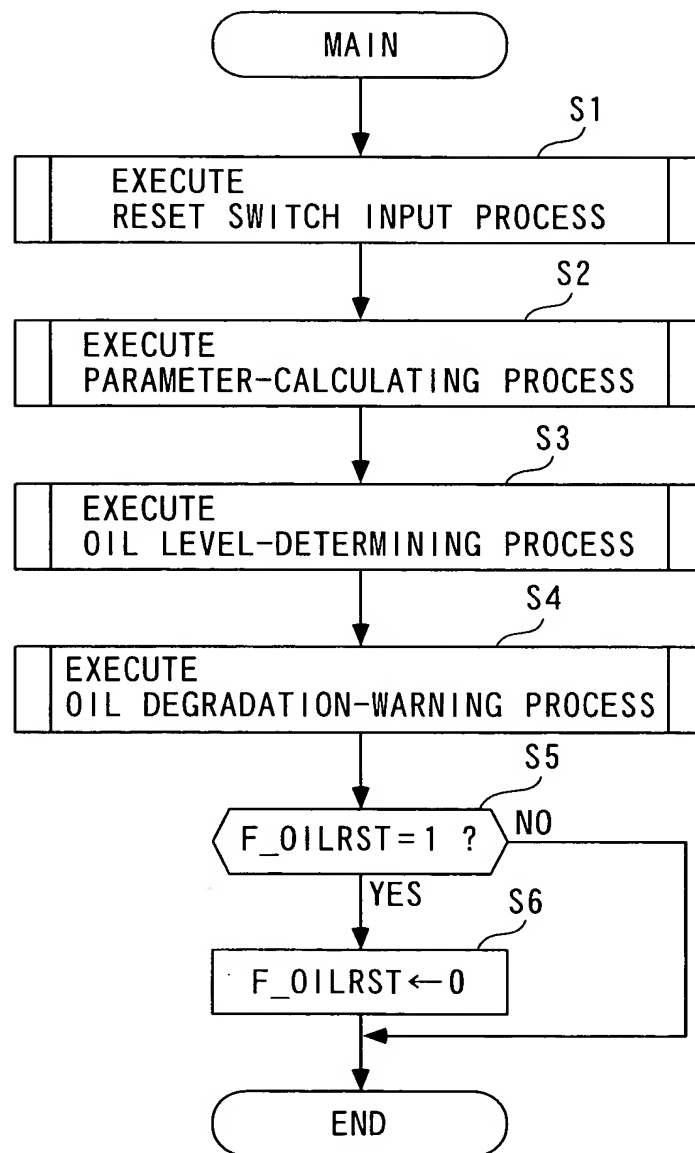 MAIN
S1
EXECUTE
RESET SWITCH INPUT PROCESS
S2
EXECUTE
PARAMETER-CALCULATING PROCESS
S3
EXECUTE
OIL LEVEL-DETERMINING PROCESS
S4
EXECUTE
OIL DEGRADATION-WARNING PROCESS
S5
F_OILRST=1 ?
NO
YES
S6
F_OILRST←0
END